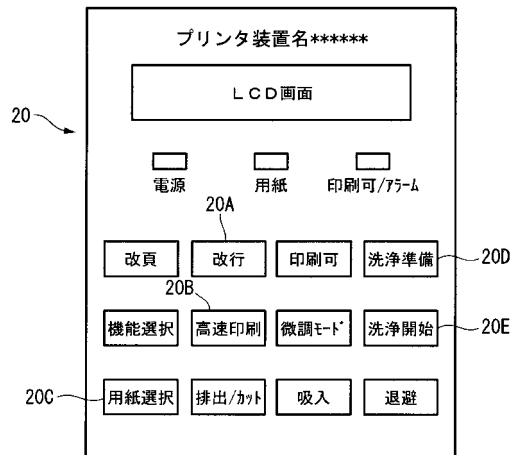 プリンタ装置名******
LCD画面
20
電源 用紙 印刷可/アラーム
20A
改頁 改行 印刷可 洗浄準備 20D
20B
機能選択 高速印刷 微調モード 洗浄開始 20E
20C 用紙選択 排出/カット 吸入 退避